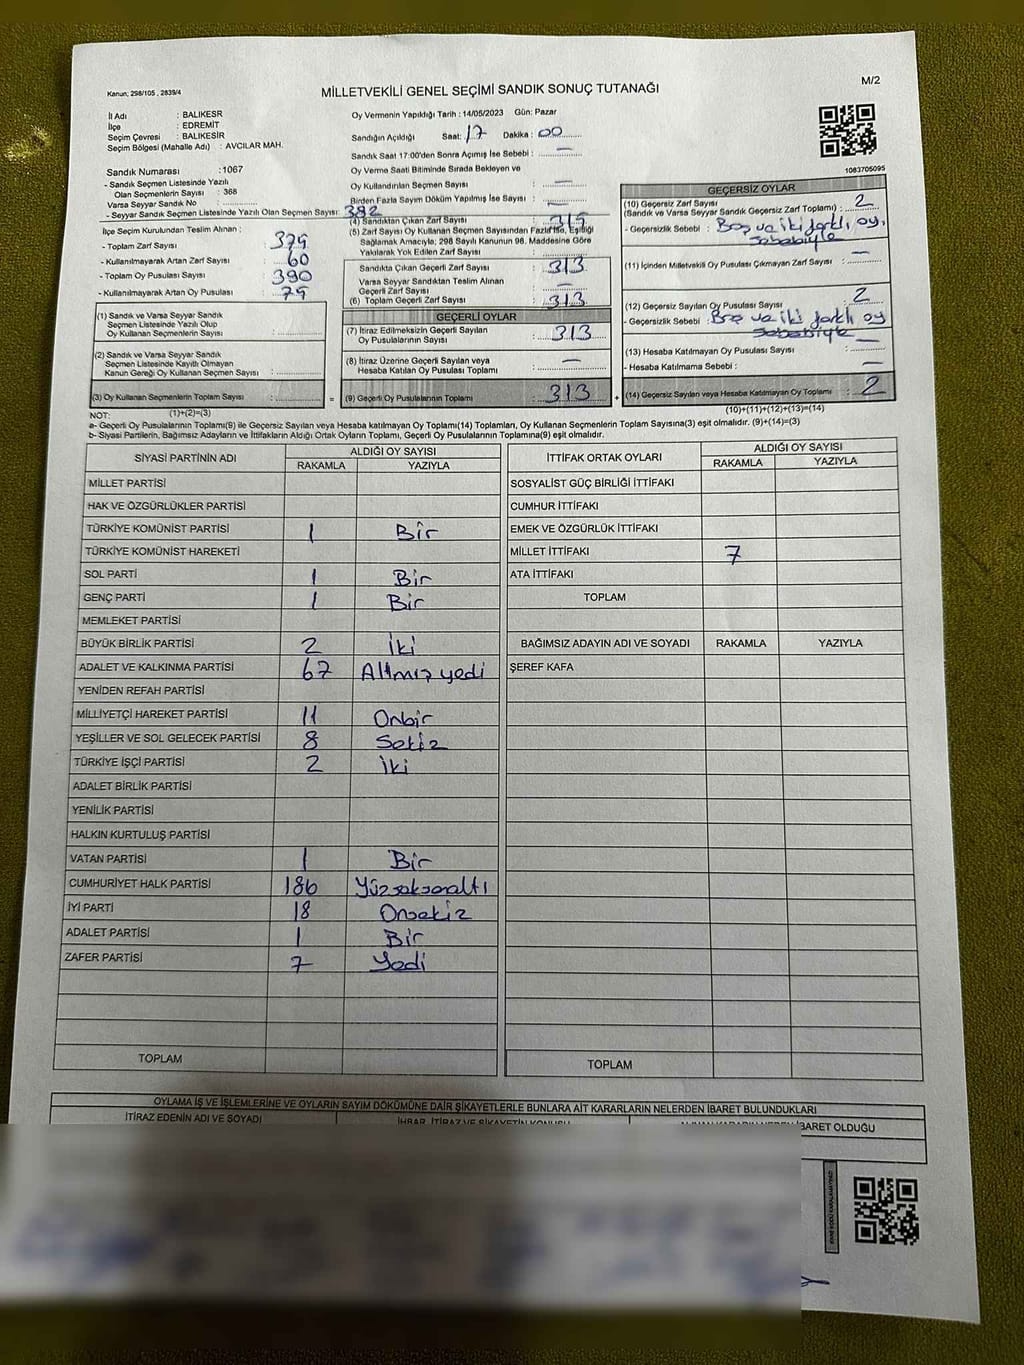 Kanun; 298/105 , 2839/4
MİLLETVEKİLİ GENEL SEÇİMİ SANDIK SONUÇ TUTANAĞI
M/2
İl Adı : BALIKESR
İlçe : EDREMİT
Seçim Çevresi : BALIKESİR
Seçim Bölgesi (Mahalle Adı) : AVCILAR MAH.
Sandık Numarası :1067
- Sandık Seçmen Listesinde Yazılı
Olan Seçmenlerin Sayısı : 368
Varsa Seyyar Sandık No :
- Seyyar Sandık Seçmen Listesinde Yazılı Olan Seçmen Sayısı: 382
İlçe Seçim Kurulundan Teslim Alınan ;
- Toplam Zarf Sayısı : 379
- Kullanılmayarak Artan Zarf Sayısı : 60
- Toplam Oy Pusulası Sayısı : 390
- Kullanılmayarak Artan Oy Pusulası : 79
(1) Sandık ve Varsa Seyyar Sandık
Seçmen Listesinde Yazılı Olup
Oy Kullanan Seçmenlerin Sayısı :
(2) Sandık ve Varsa Seyyar Sandık
Seçmen Listesinde Kayıtlı Olmayan
Kanun Gereği Oy Kullanan Seçmen Sayısı :
(3) Oy Kullanan Seçmenlerin Toplam Sayısı :
Oy Vermenin Yapıldığı Tarih : 14/05/2023 Gün: Pazar
Sandığın Açıldığı Saat: 17 Dakika : 00
Sandık Saat 17:00'den Sonra Açımış İse Sebebi : —
Oy Verme Saati Bitiminde Sırada Bekleyen ve
Oy Kullandırılan Seçmen Sayısı : —
Birden Fazla Sayım Döküm Yapılmış İse Sayısı : —
(4) Sandıktan Çıkan Zarf Sayısı : 315
(5) Zarf Sayısı Oy Kullanan Seçmen Sayısından Fazla İse, Eşitliği
Sağlamak Amacıyla; 298 Sayılı Kanunun 98. Maddesine Göre
Yakılarak Yok Edilen Zarf Sayısı :
Sandıkta Çıkan Geçerli Zarf Sayısı : 313
Varsa Seyyar Sandıktan Teslim Alınan
Geçerli Zarf Sayısı : —
(6) Toplam Geçerli Zarf Sayısı : 313
GEÇERLİ OYLAR
(7) İtiraz Edilmeksizin Geçerli Sayılan
Oy Pusulalarının Sayısı : 313
(8) İtiraz Üzerine Geçerli Sayılan veya
Hesaba Katılan Oy Pusulası Toplamı : —
= (9) Geçerli Oy Pusulalarının Toplamı : 313
1083705095
GEÇERSİZ OYLAR
(10) Geçersiz Zarf Sayısı
(Sandık ve Varsa Seyyar Sandık Geçersiz Zarf Toplamı) : 2
- Geçersizlik Sebebi : Boş ve iki farklı oy,
sebebiyle
(11) İçinden Milletvekili Oy Pusulası Çıkmayan Zarf Sayısı : —
(12) Geçersiz Sayılan Oy Pusulası Sayısı : 2
- Geçersizlik Sebebi : Boş ve iki farklı oy
sebebiyle
(13) Hesaba Katılmayan Oy Pusulası Sayısı : —
- Hesaba Katılmama Sebebi : —
+ (14) Geçersiz Sayılan veya Hesaba Katılmayan Oy Toplamı : 2
NOT: (1)+(2)=(3) (10)+(11)+(12)+(13)=(14)
a- Geçerli Oy Pusulalarının Toplamı(9) ile Geçersiz Sayılan veya Hesaba katılmayan Oy Toplamı(14) Toplamları, Oy Kullanan Seçmenlerin Toplam Sayısına(3) eşit olmalıdır. (9)+(14)=(3)
b- Siyasi Partilerin, Bağımsız Adayların ve İttifakların Aldığı Ortak Oyların Toplamı, Geçerli Oy Pusulalarının Toplamına(9) eşit olmalıdır.
SİYASİ PARTİNİN ADI ALDIĞI OY SAYISI
RAKAMLA YAZIYLA
MİLLET PARTİSİ
HAK VE ÖZGÜRLÜKLER PARTİSİ
TÜRKİYE KOMÜNİST PARTİSİ 1 Bir
TÜRKİYE KOMÜNİST HAREKETİ
SOL PARTİ 1 Bir
GENÇ PARTİ 1 Bir
MEMLEKET PARTİSİ
BÜYÜK BİRLİK PARTİSİ 2 İki
ADALET VE KALKINMA PARTİSİ 67 Altmış yedi
YENİDEN REFAH PARTİSİ
MİLLİYETÇİ HAREKET PARTİSİ 11 Onbir
YEŞİLLER VE SOL GELECEK PARTİSİ 8 Sekiz
TÜRKİYE İŞÇİ PARTİSİ 2 İki
ADALET BİRLİK PARTİSİ
YENİLİK PARTİSİ
HALKIN KURTULUŞ PARTİSİ
VATAN PARTİSİ 1 Bir
CUMHURİYET HALK PARTİSİ 186 Yüzseksenaltı
İYİ PARTİ 18 Onsekiz
ADALET PARTİSİ 1 Bir
ZAFER PARTİSİ 7 Yedi
TOPLAM
İTTİFAK ORTAK OYLARI ALDIĞI OY SAYISI
RAKAMLA YAZIYLA
SOSYALİST GÜÇ BİRLİĞİ İTTİFAKI
CUMHUR İTTİFAKI
EMEK VE ÖZGÜRLÜK İTTİFAKI
MİLLET İTTİFAKI 7
ATA İTTİFAKI
TOPLAM
BAĞIMSIZ ADAYIN ADI VE SOYADI RAKAMLA YAZIYLA
ŞEREF KAFA
TOPLAM
OYLAMA İŞ VE İŞLEMLERİNE VE OYLARIN SAYIM DÖKÜMÜNE DAİR ŞİKAYETLERLE BUNLARA AİT KARARLARIN NELERDEN İBARET BULUNDUKLARI
İTİRAZ EDENİN ADI VE SOYADI İHBAR, İTİRAZ VE ŞİKAYETİN KONUSU İBARET OLDUĞU